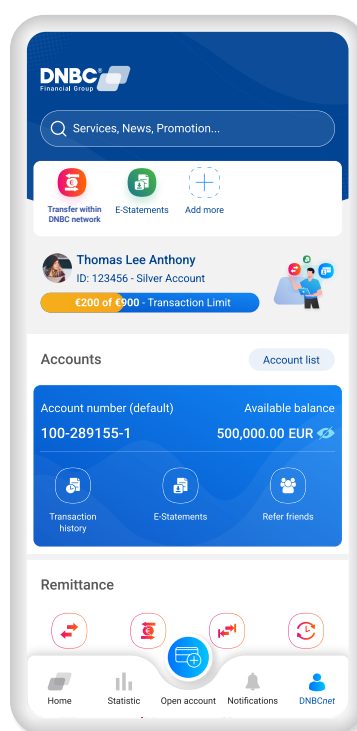 DNBC
Financial Group
Services, News, Promotion...
Transfer within
DNBC network
E-Statements
Add more
Thomas Lee Anthony
ID: 123456 - Silver Account
€200 of €900 - Transaction Limit
Accounts
Account list
Account number (default)
Available balance
100-289155-1
500,000.00 EUR
Transaction
history
E-Statements
Refer friends
Remittance
Home
Statistic
Open account
Notifications
DNBCnet